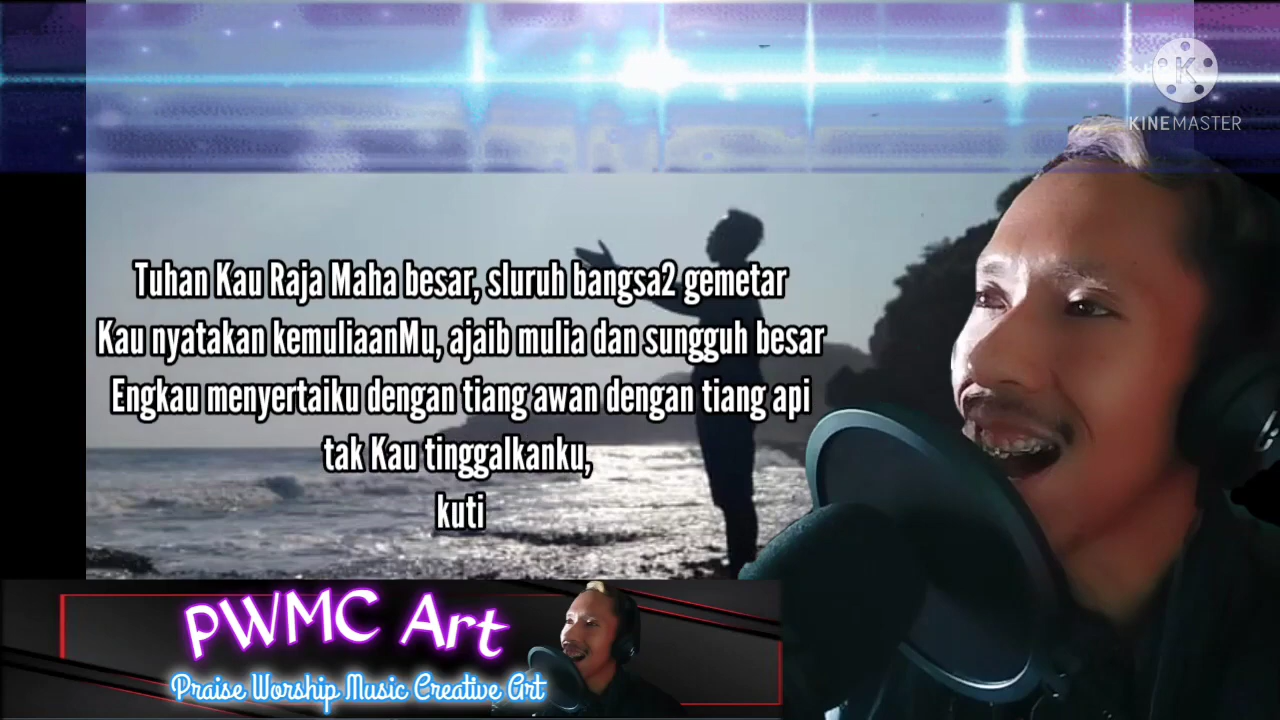 KINEMASTER
Tuhan Kau Raja Maha besar, sluruh bangsa2 gemetar
Kau nyatakan kemuliaanMu, ajaib mulia dan sungguh besar
Engkau menyertaiku dengan tiang awan dengan tiang api
tak Kau tinggalkanku,
kuti
PWMC Art
Praise Worship Music Creative Art